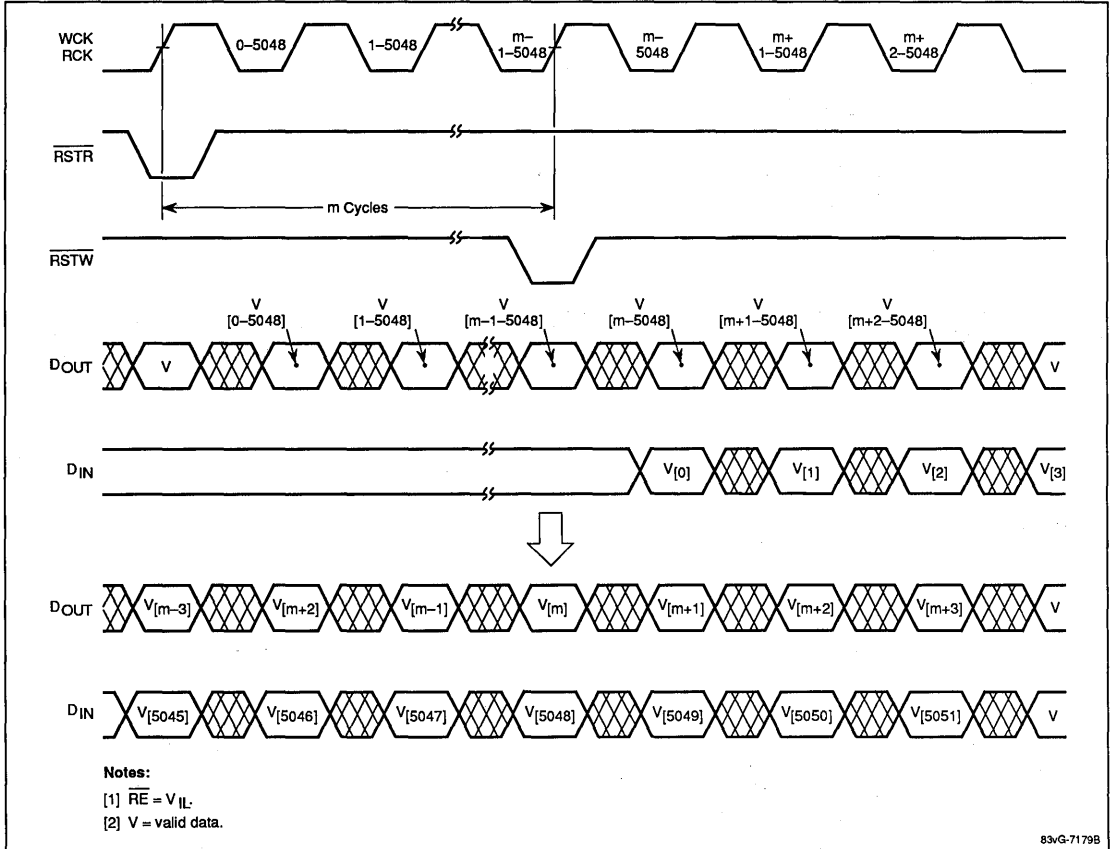 WCK
RCK
0–5048
1–5048
m–
1–5048
m–
5048
m+
1–5048
m+
2–5048
RSTR
m Cycles
RSTW
V
[0–5048]
V
[1–5048]
V
[m–1–5048]
V
[m–5048]
V
[m+1–5048]
V
[m+2–5048]
DOUT
V
V
DIN
V[0]
V[1]
V[2]
V[3]
DOUT
V[m–3]
V[m+2]
V[m–1]
V[m]
V[m+1]
V[m+2]
V[m+3]
V
DIN
V[5045]
V[5046]
V[5047]
V[5048]
V[5049]
V[5050]
V[5051]
V
Notes:
[1] RE = VIL.
[2] V = valid data.
83vG-7179B